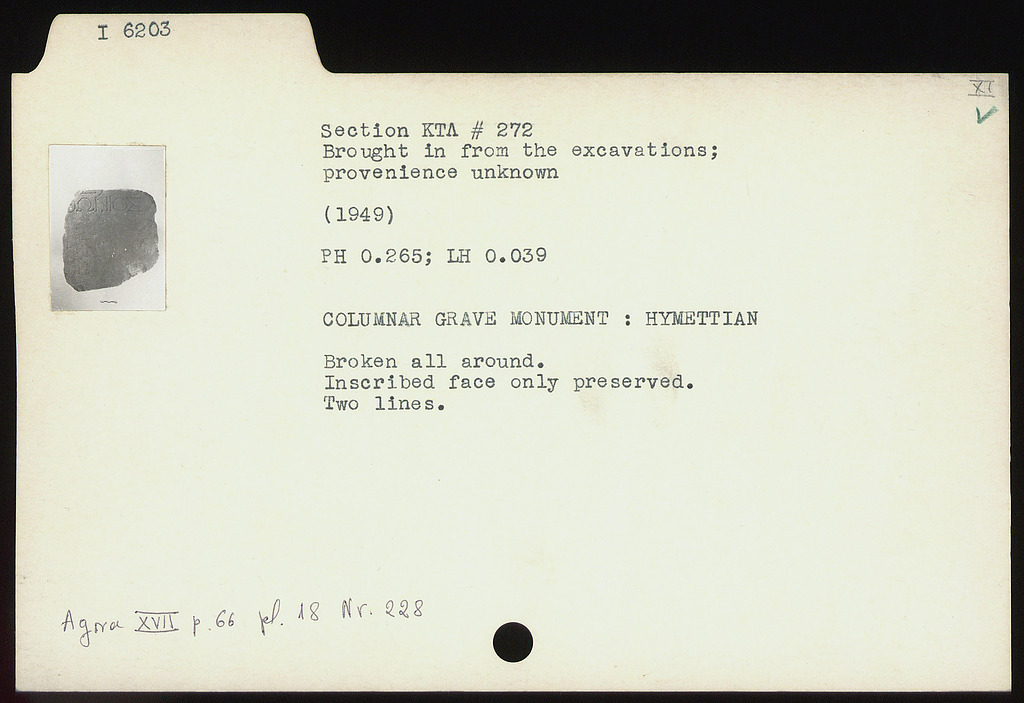 I 6203
XI
Section KTΛ # 272
Brought in from the excavations;
provenience unknown
(1949)
PH 0.265; LH 0.039
COLUMNAR GRAVE MONUMENT : HYMETTIAN
Broken all around.
Inscribed face only preserved.
Two lines.
Agora XVII p. 66 pl. 18 Nr. 228